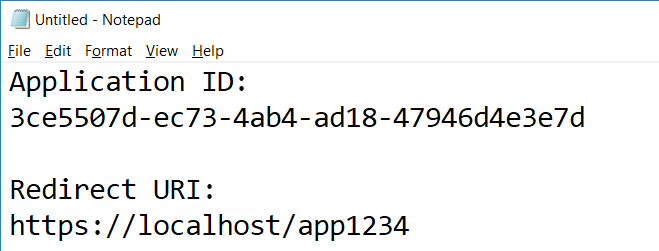 Untitled - Notepad
File Edit Format View Help
Application ID:
3ce5507d-ec73-4ab4-ad18-47946d4e3e7d
Redirect URI:
https://localhost/app1234